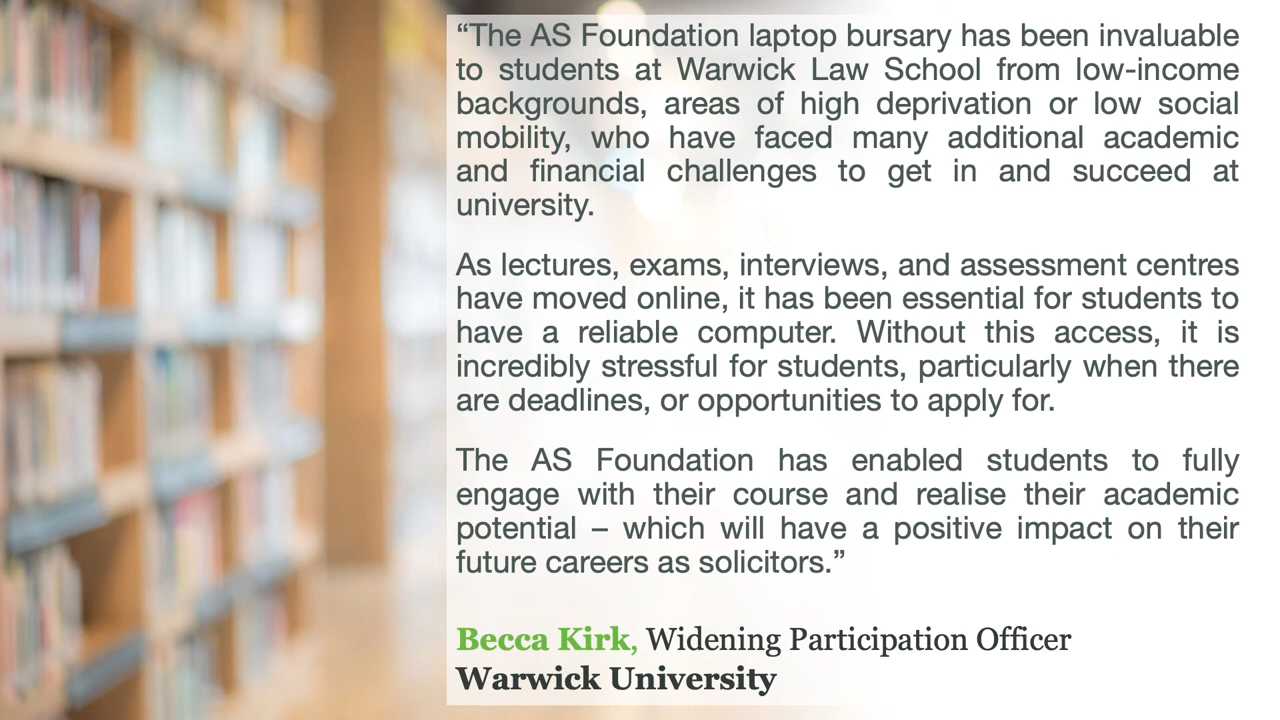 “The AS Foundation laptop bursary has been invaluable
to students at Warwick Law School from low-income
backgrounds, areas of high deprivation or low social
mobility, who have faced many additional academic
and financial challenges to get in and succeed at
university.
As lectures, exams, interviews, and assessment centres
have moved online, it has been essential for students to
have a reliable computer. Without this access, it is
incredibly stressful for students, particularly when there
are deadlines, or opportunities to apply for.
The AS Foundation has enabled students to fully
engage with their course and realise their academic
potential – which will have a positive impact on their
future careers as solicitors.”
Becca Kirk, Widening Participation Officer
Warwick University